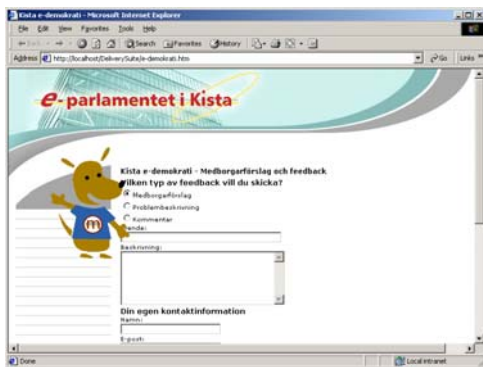 Kista e-demokrati - Microsoft Internet Explorer
File Edit View Favorites Tools Help
Back Search Favorites History
Address http://localhost/DeliverySuite/e-demokrati.htm Go Links »
e-parlamentet i Kista
Kista e-demokrati - Medborgarförslag och feedback
Vilken typ av feedback vill du skicka?
Medborgarförslag
Problembeskrivning
Kommentar
Beskrivning:
m
Din egen kontaktinformation
Namn:
E-post:
Done Local intranet